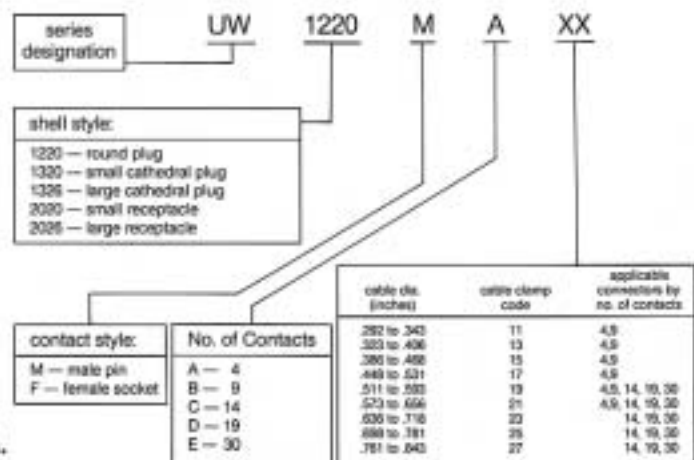 UW 1220 M A XX
series
designation
shell style:
1220 — round plug
1320 — small cathedral plug
1326 — large cathedral plug
2020 — small receptacle
2026 — large receptacle
contact style:
M — male pin
F — female socket
No. of Contacts
A — 4
B — 9
C — 14
D — 19
E — 30
cable dia. cable clamp applicable
(inches) code connectors by
no. of contacts
.292 to .343 11 4,9
.323 to .406 13 4,9
.386 to .468 15 4,9
.448 to .531 17 4,9
.511 to .593 19 4,9, 14, 19, 30
.573 to .656 21 4,9, 14, 19, 30
.636 to .718 23 14, 19, 30
.698 to .781 25 14, 19, 30
.761 to .843 27 14, 19, 30